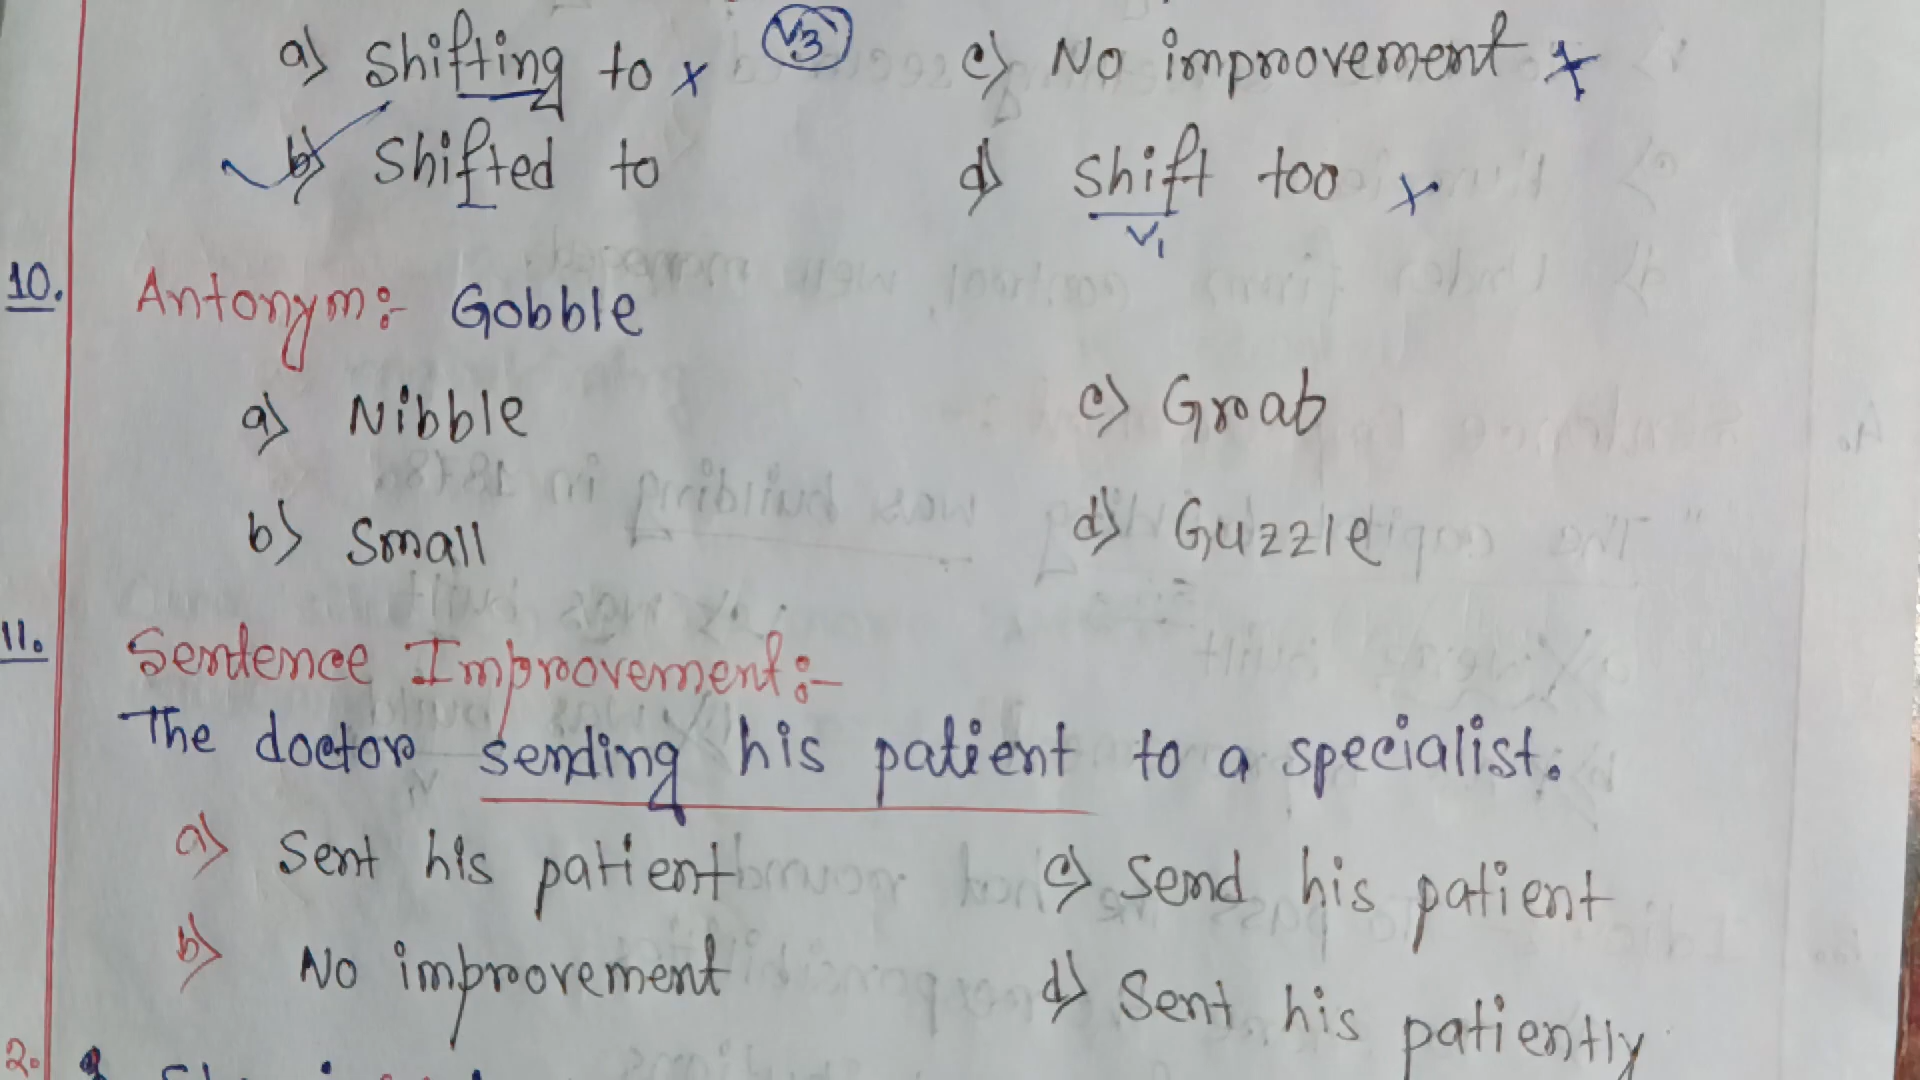 a) Shifting to x V3 c) No improvement x
b) Shifted to d) Shift too x
V1
10. Antonym:- Gobble
a) Nibble c) Grab
b) Small d) Guzzle
11. Sentence Improvement:-
The doctor sending his patient to a specialist.
a) Sent his patient c) Send his patient
b) No improvement d) Sent his patiently
2.